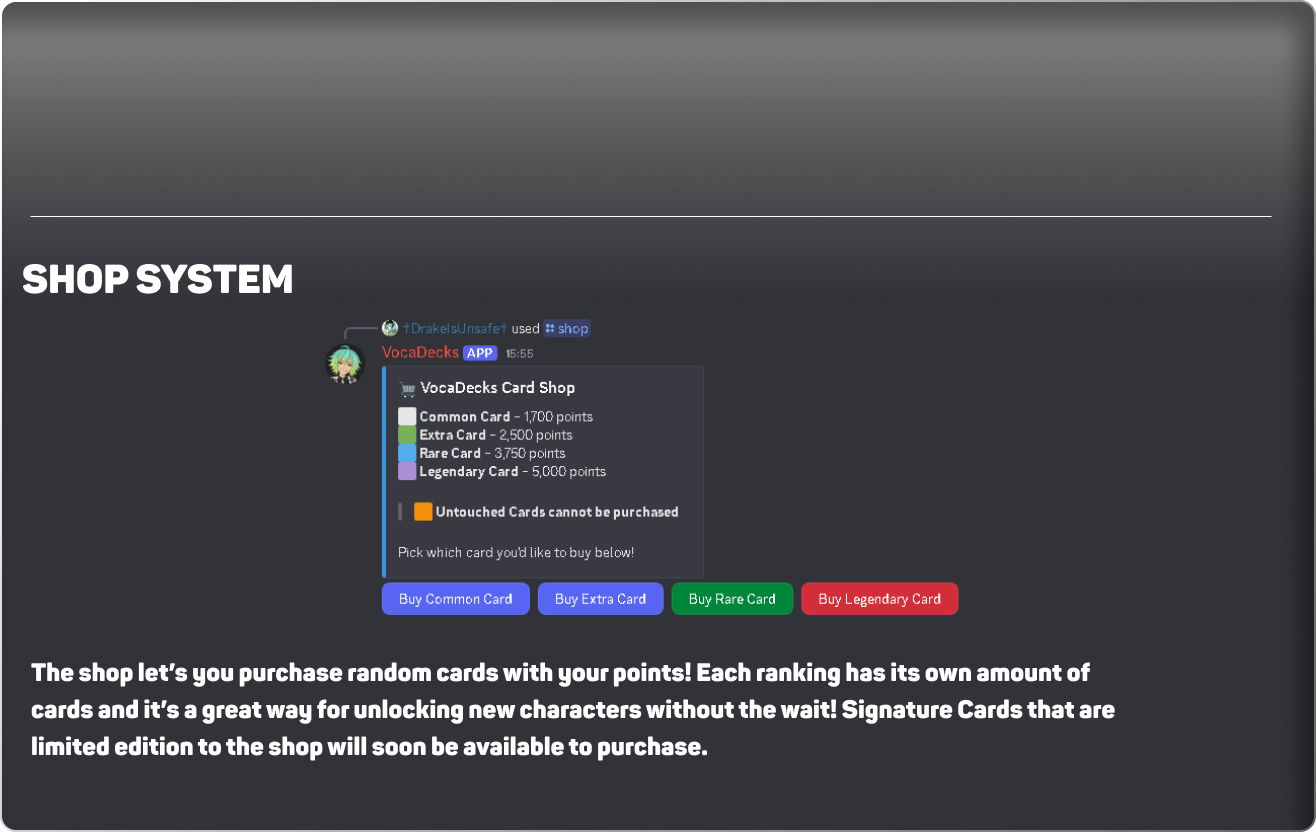 SHOP SYSTEM
†DrakeIsUnsafe† used shop
VocaDecks APP 15:55
VocaDecks Card Shop
Common Card - 1,700 points
Extra Card - 2,500 points
Rare Card - 3,750 points
Legendary Card - 5,000 points
Untouched Cards cannot be purchased
Pick which card you'd like to buy below!
Buy Common Card Buy Extra Card Buy Rare Card Buy Legendary Card
The shop let's you purchase random cards with your points! Each ranking has its own amount of
cards and it's a great way for unlocking new characters without the wait! Signature Cards that are
limited edition to the shop will soon be available to purchase.